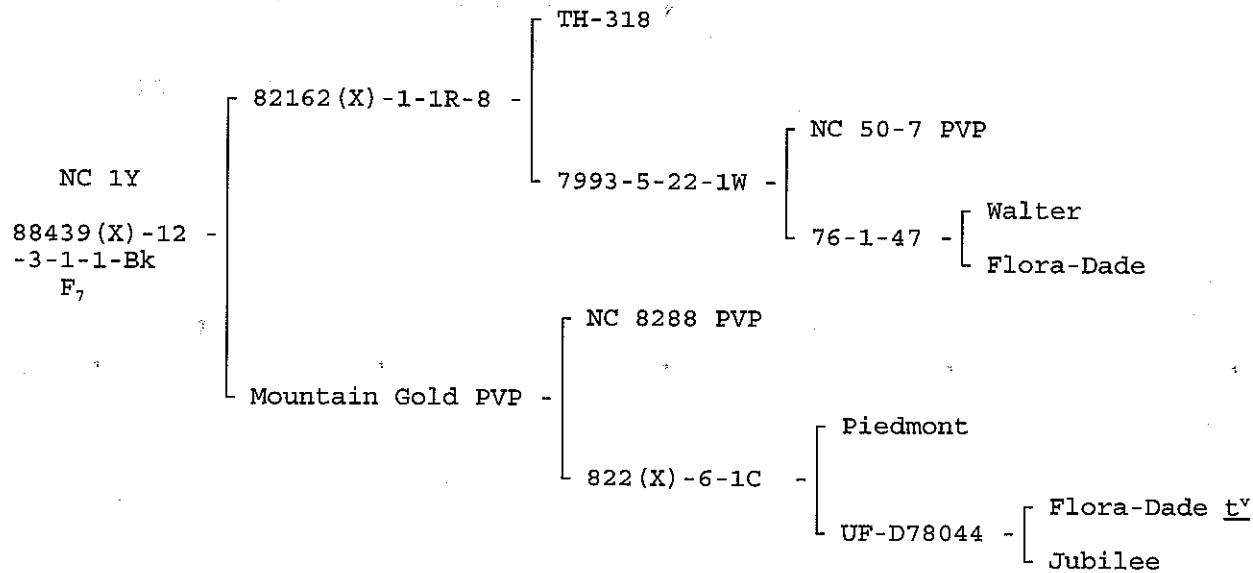 TH-318
82162(X)-1-1R-8
NC 50-7 PVP
NC 1Y
7993-5-22-1W
Walter
88439(X)-12
76-1-47
-3-1-1-Bk
Flora-Dade
F₇
NC 8288 PVP
Mountain Gold PVP
Piedmont
822(X)-6-1C
Flora-Dade tᵛ
UF-D78044
Jubilee